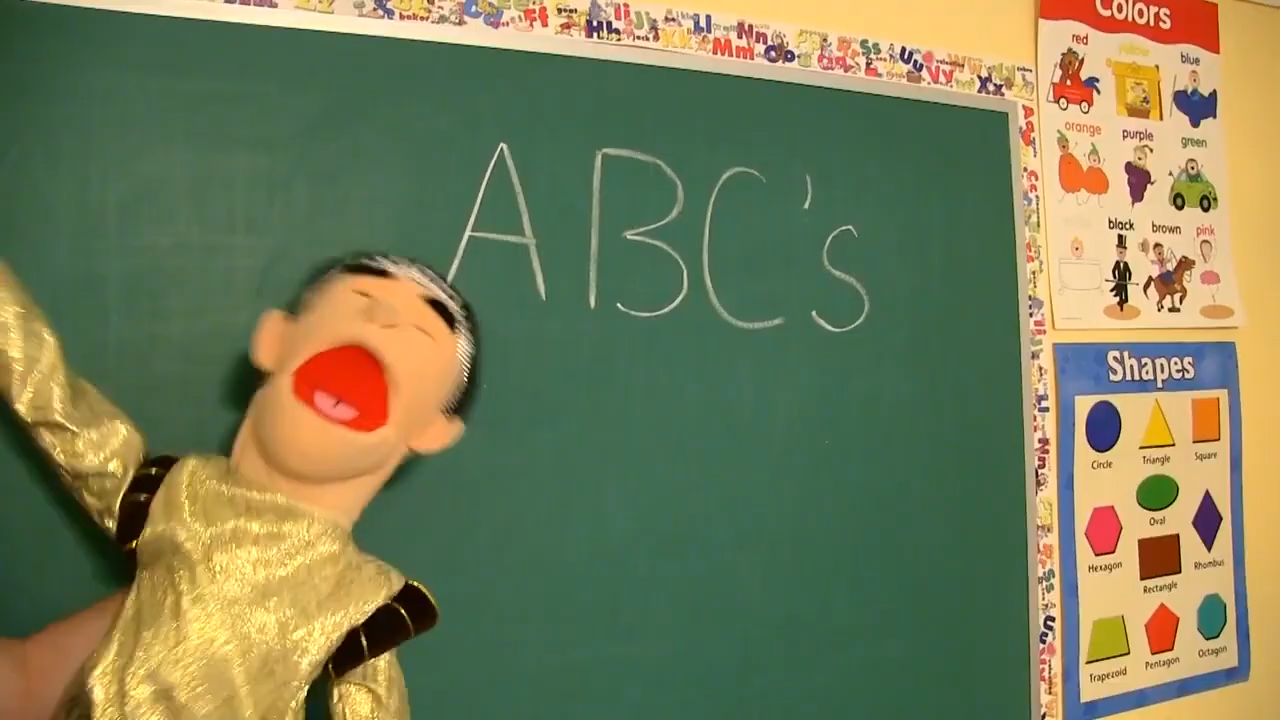 ABC's
Colors
red yellow blue
orange purple green
black brown pink
Shapes
Circle Triangle Square
Oval
Hexagon Rhombus
Rectangle
Trapezoid Pentagon Octagon